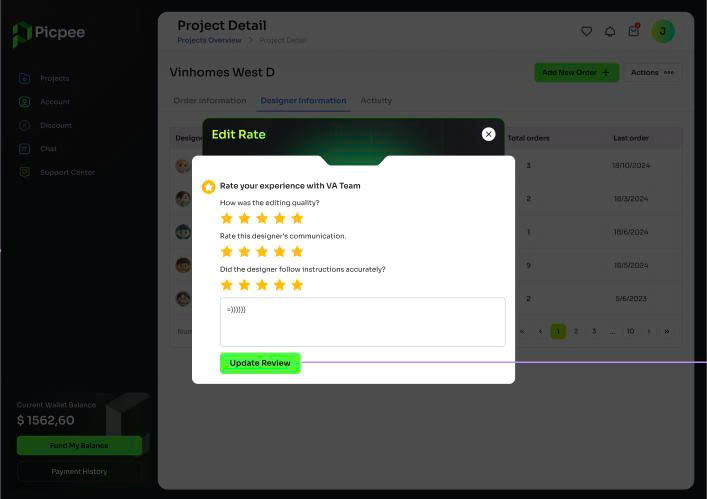 Picpee
Projects
Account
Discount
Chat
Support Center
Current Wallet Balance
$ 1562,60
Fund My Balance
Payment History
Project Detail
Projects Overview > Project Detail
3
J
Vinhomes West D
Add New Order +
Actions
Order Information Designer Information Activity
Total orders Last order
3 18/10/2024
2 18/3/2024
1 18/6/2024
9 18/5/2024
2 5/6/2023
« ‹ 1 2 3 ... 10 › »
Edit Rate
Rate your experience with VA Team
How was the editing quality?
Rate this designer's communication.
Did the designer follow instructions accurately?
=))))))
Update Review